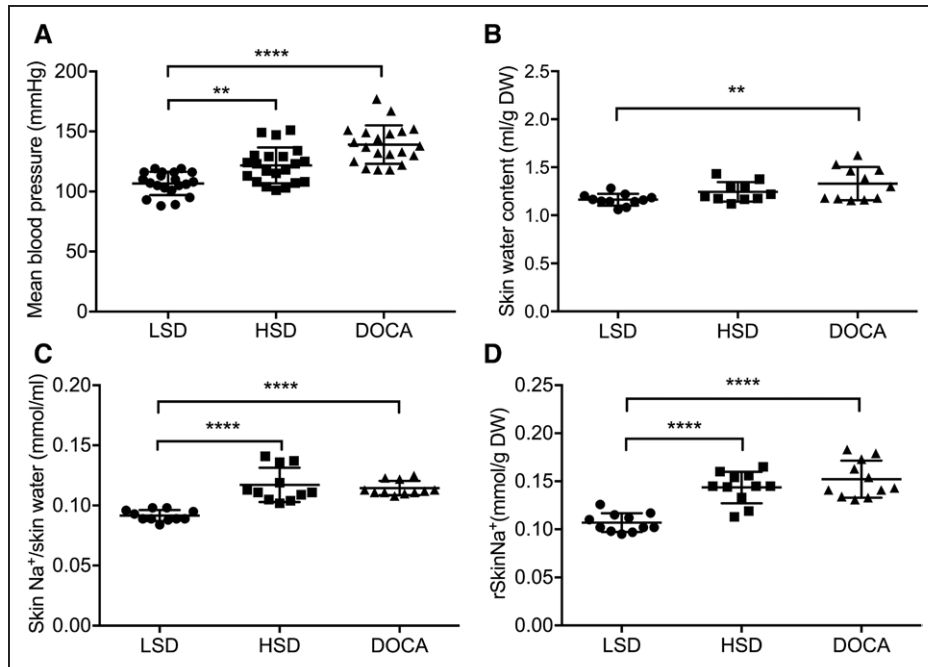 A
Mean blood pressure (mmHg)
200
150
100
50
0
****
**
LSD HSD DOCA
B
Skin water content (ml/g DW)
2.5
2.0
1.5
1.0
0.5
0.0
**
LSD HSD DOCA
C
Skin Na⁺/skin water (mmol/ml)
0.20
0.15
0.10
0.05
0.00
****
****
LSD HSD DOCA
D
rSkinNa⁺(mmol/g DW)
0.25
0.20
0.15
0.10
0.05
0.00
****
****
LSD HSD DOCA